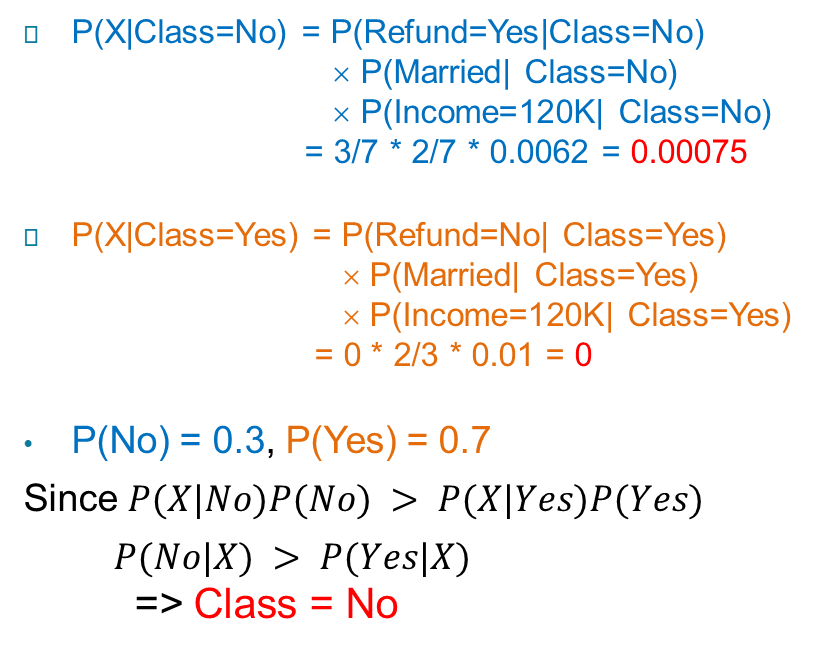 P(X|Class=No) = P(Refund=Yes|Class=No)
× P(Married| Class=No)
× P(Income=120K| Class=No)
= 3/7 * 2/7 * 0.0062 = 0.00075
P(X|Class=Yes) = P(Refund=No| Class=Yes)
× P(Married| Class=Yes)
× P(Income=120K| Class=Yes)
= 0 * 2/3 * 0.01 = 0
• P(No) = 0.3, P(Yes) = 0.7
Since P(X|No)P(No) > P(X|Yes)P(Yes)
P(No|X) > P(Yes|X)
=> Class = No